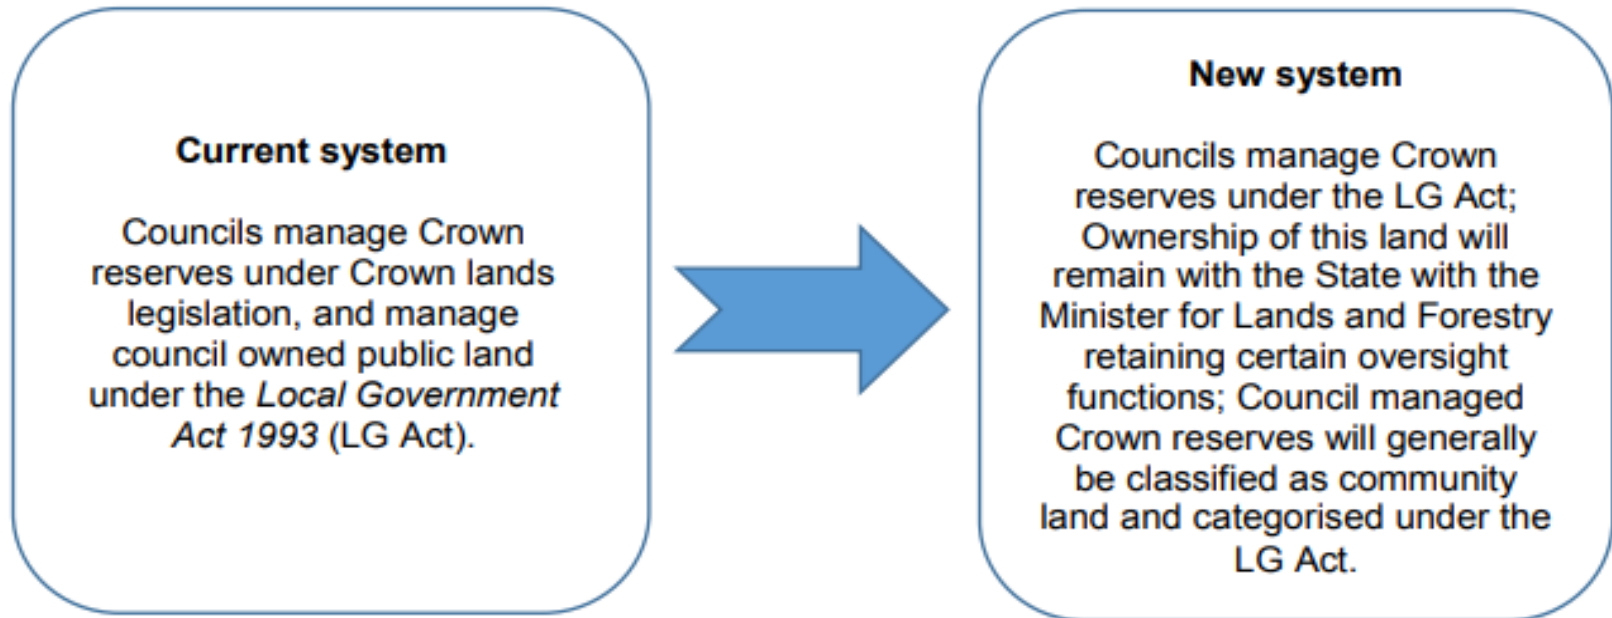 Current system
Councils manage Crown
reserves under Crown lands
legislation, and manage
council owned public land
under the Local Government
Act 1993 (LG Act).
New system
Councils manage Crown
reserves under the LG Act;
Ownership of this land will
remain with the State with the
Minister for Lands and Forestry
retaining certain oversight
functions; Council managed
Crown reserves will generally
be classified as community
land and categorised under the
LG Act.